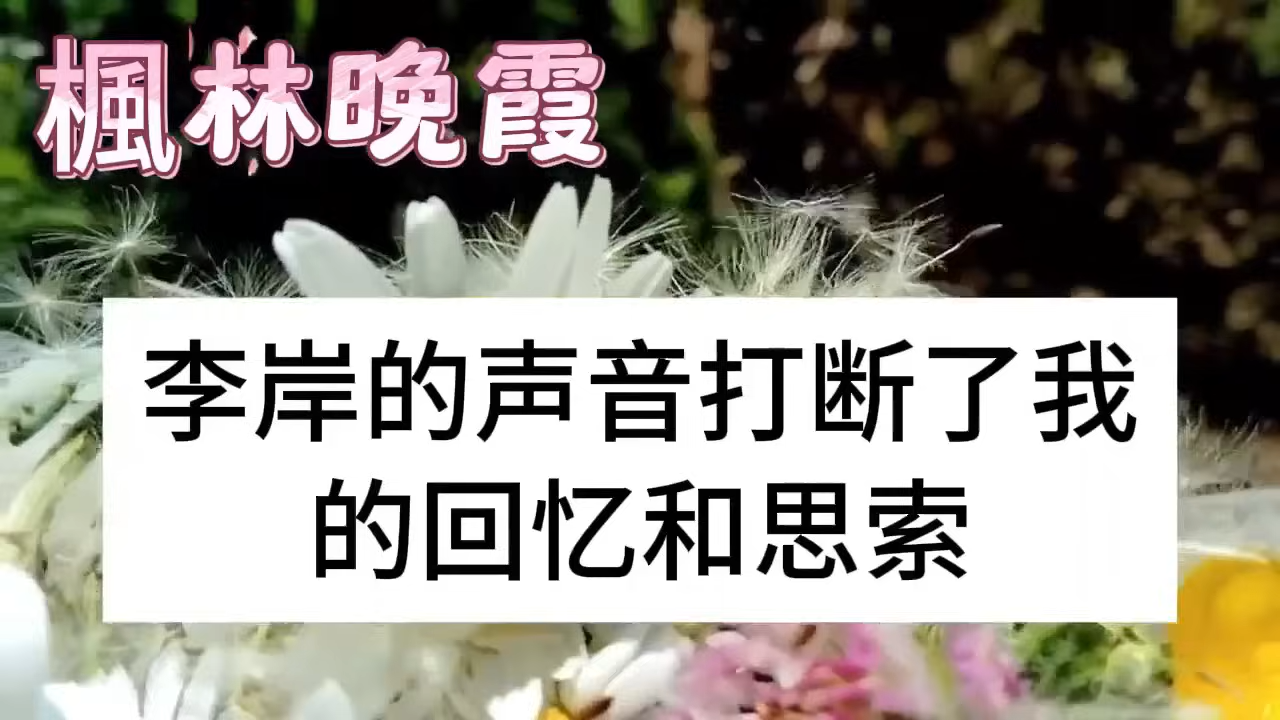 楓林晚霞
李岸的声音打断了我
的回忆和思索